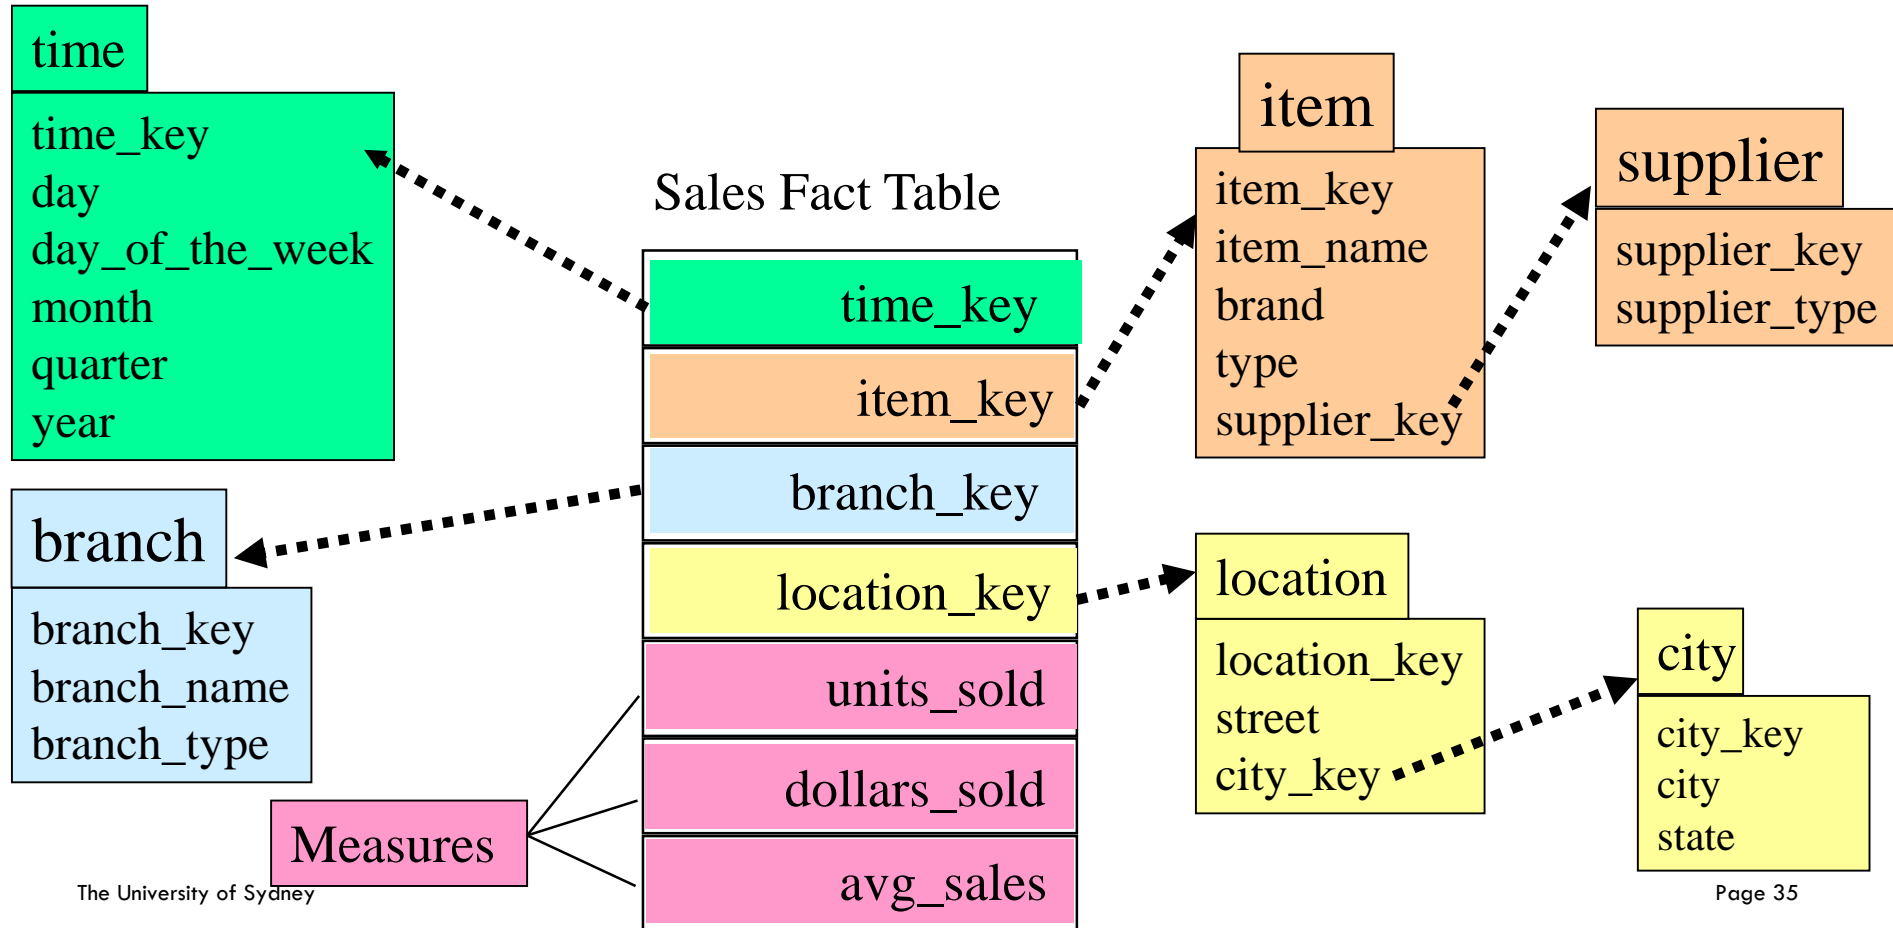 time
time_key
day
day_of_the_week
month
quarter
year
branch
branch_key
branch_name
branch_type
Measures
Sales Fact Table
time_key
item_key
branch_key
location_key
units_sold
dollars_sold
avg_sales
item
item_key
item_name
brand
type
supplier_key
supplier
supplier_key
supplier_type
location
location_key
street
city_key
city
city_key
city
state
The University of Sydney
Page 35